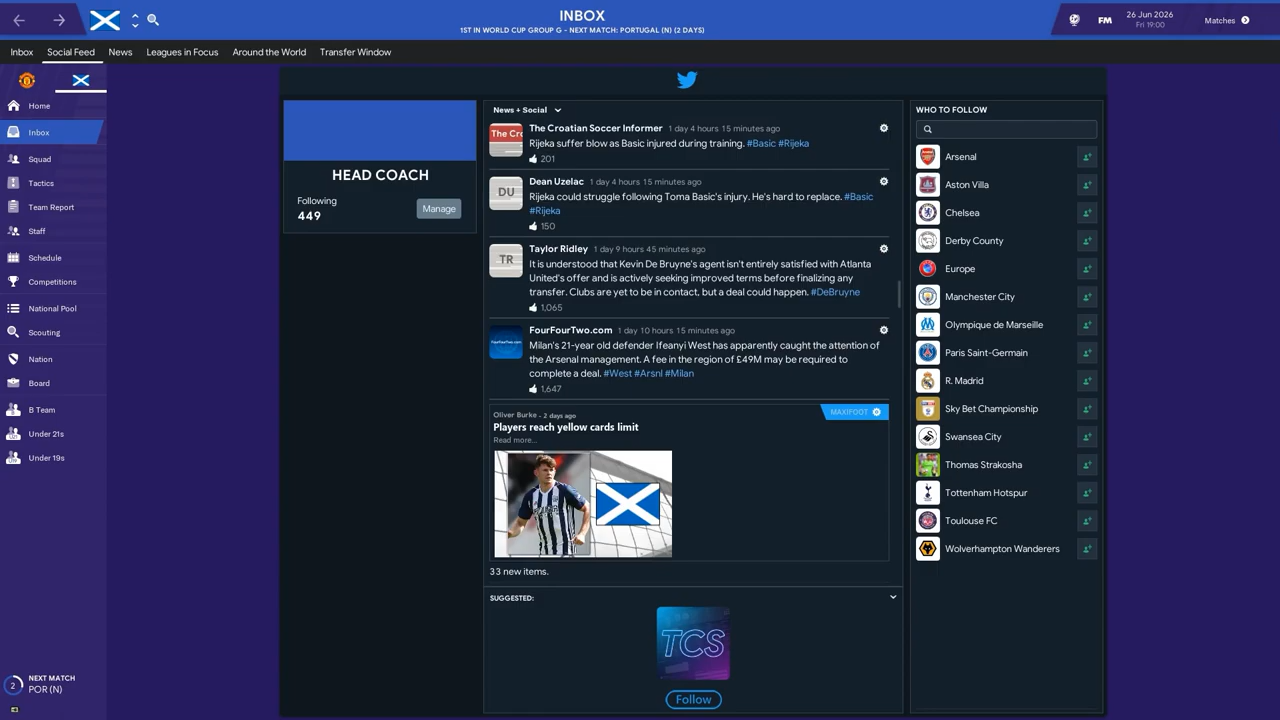 INBOX
1ST IN WORLD CUP GROUP G - NEXT MATCH: PORTUGAL (N) (2 DAYS)
FM
26 Jun 2026
Fri 19:00
Matches
Inbox
Social Feed
News
Leagues in Focus
Around the World
Transfer Window
Home
Inbox
Squad
Tactics
Team Report
Staff
Schedule
Competitions
National Pool
Scouting
Nation
Board
B Team
Under 21s
Under 19s
2
NEXT MATCH
POR (N)
HEAD COACH
Following
449
Manage
News + Social
The Cro
The Croatian Soccer Informer 1 day 4 hours 15 minutes ago
Rijeka suffer blow as Basic injured during training. #Basic #Rijeka
201
DU
Dean Uzelac 1 day 4 hours 15 minutes ago
Rijeka could struggle following Toma Basic's injury. He's hard to replace. #Basic
#Rijeka
150
TR
Taylor Ridley 1 day 9 hours 45 minutes ago
It is understood that Kevin De Bruyne's agent isn't entirely satisfied with Atlanta
United's offer and is actively seeking improved terms before finalizing any
transfer. Clubs are yet to be in contact, but a deal could happen. #DeBruyne
1,065
FourFourTwo.com
FourFourTwo.com 1 day 10 hours 15 minutes ago
Milan's 21-year old defender Ifeanyi West has apparently caught the attention of
the Arsenal management. A fee in the region of £49M may be required to
complete a deal. #West #Arsnl #Milan
1,647
Oliver Burke - 2 days ago
MAXIFOOT
Players reach yellow cards limit
Read more...
33 new items.
SUGGESTED:
TCS
Follow
WHO TO FOLLOW
Arsenal
Aston Villa
Chelsea
Derby County
Europe
Manchester City
Olympique de Marseille
Paris Saint-Germain
R. Madrid
Sky Bet Championship
Swansea City
Thomas Strakosha
Tottenham Hotspur
Toulouse FC
Wolverhampton Wanderers